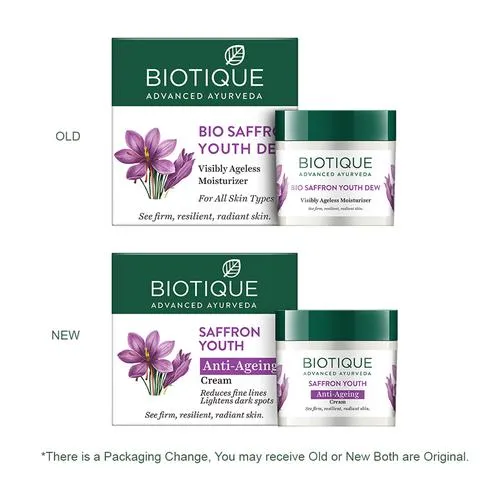 OLD
BIOTIQUE
ADVANCED AYURVEDA
BIO SAFFRON
YOUTH DEW
Visibly Ageless
Moisturizer
For All Skin Types
See firm, resilient, radiant skin.
BIOTIQUE
ADVANCED AYURVEDA
BIO SAFFRON YOUTH DEW
Visibly Ageless Moisturizer
See firm, resilient, radiant skin.
NEW
BIOTIQUE
ADVANCED AYURVEDA
SAFFRON
YOUTH
Anti-Ageing
Cream
Reduces fine lines
Lightens dark spots
See firm, resilient, radiant skin.
BIOTIQUE
ADVANCED AYURVEDA
SAFFRON YOUTH
Anti-Ageing
Cream
See firm, resilient, radiant skin.
*There is a Packaging Change, You may receive Old or New Both are Original.